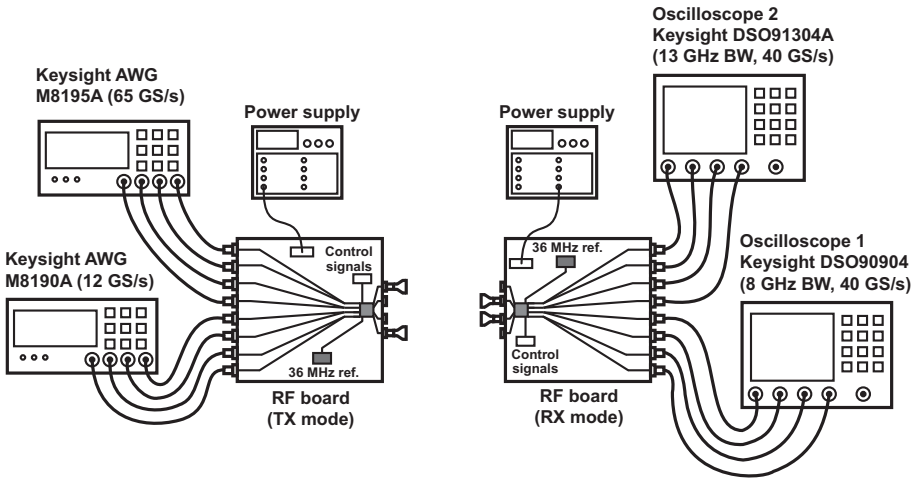 Keysight AWG
M8195A (65 GS/s)
Power supply
Control
signals
Keysight AWG
M8190A (12 GS/s)
36 MHz ref.
RF board
(TX mode)
Oscilloscope 2
Keysight DSO91304A
(13 GHz BW, 40 GS/s)
Power supply
36 MHz ref.
Oscilloscope 1
Keysight DSO90904
(8 GHz BW, 40 GS/s)
Control
signals
RF board
(RX mode)